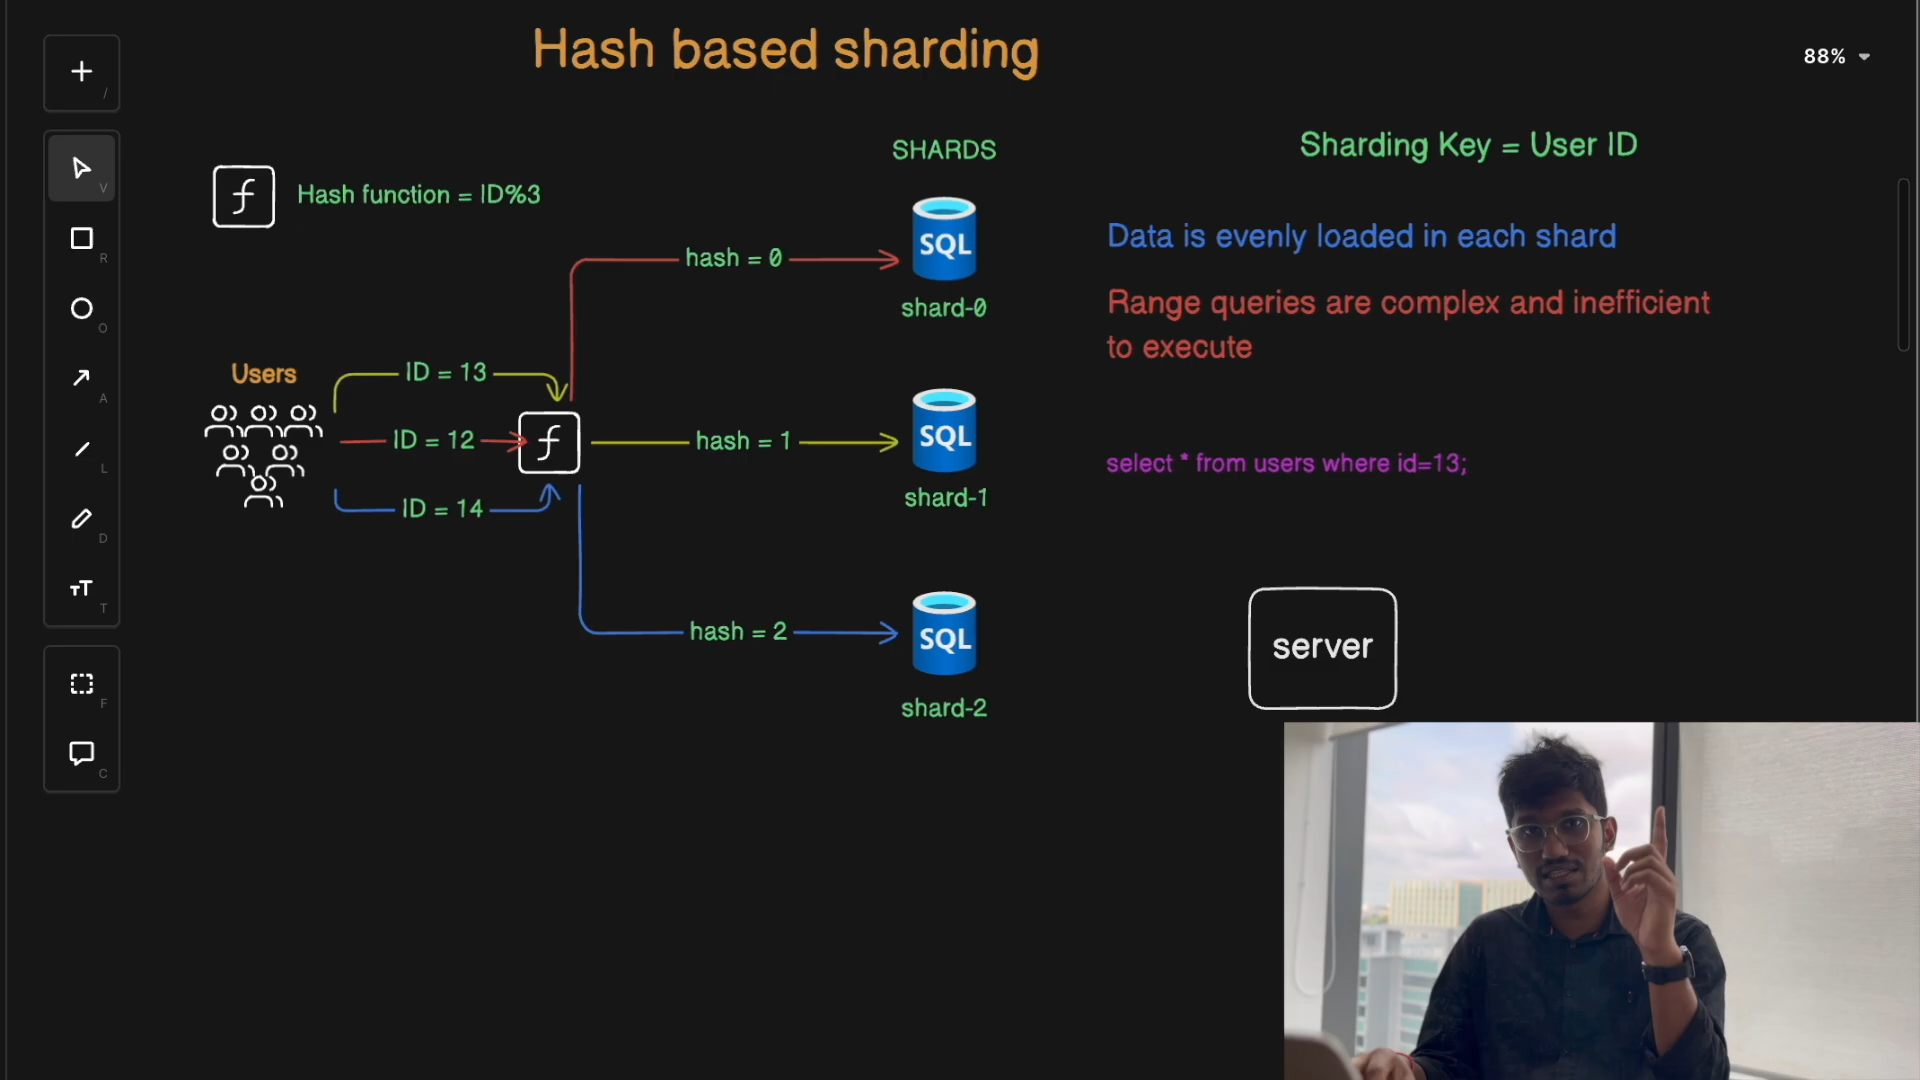 Hash based sharding
88%
/
V
R
O
A
L
D
T
F
C
SHARDS
Sharding Key = User ID
f
Hash function = ID%3
Data is evenly loaded in each shard
hash = 0
SQL
shard-0
Range queries are complex and inefficient
to execute
Users
ID = 13
ID = 12
f
ID = 14
hash = 1
SQL
shard-1
select * from users where id=13;
hash = 2
SQL
shard-2
server
TT